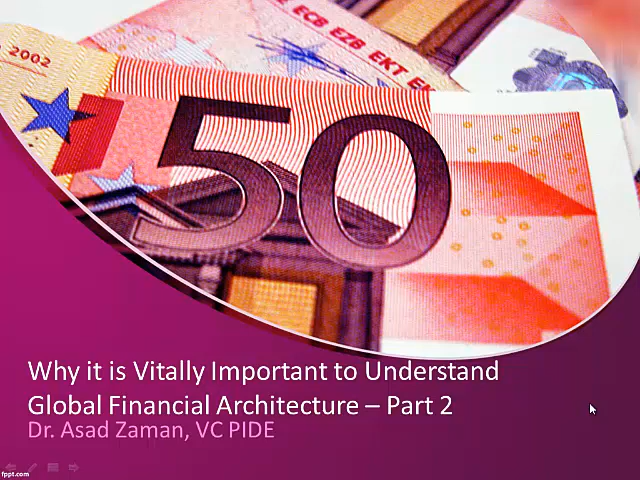 2002
ECB EZB EKT EK
50
Why it is Vitally Important to Understand
Global Financial Architecture – Part 2
Dr. Asad Zaman, VC PIDE
fppt.com